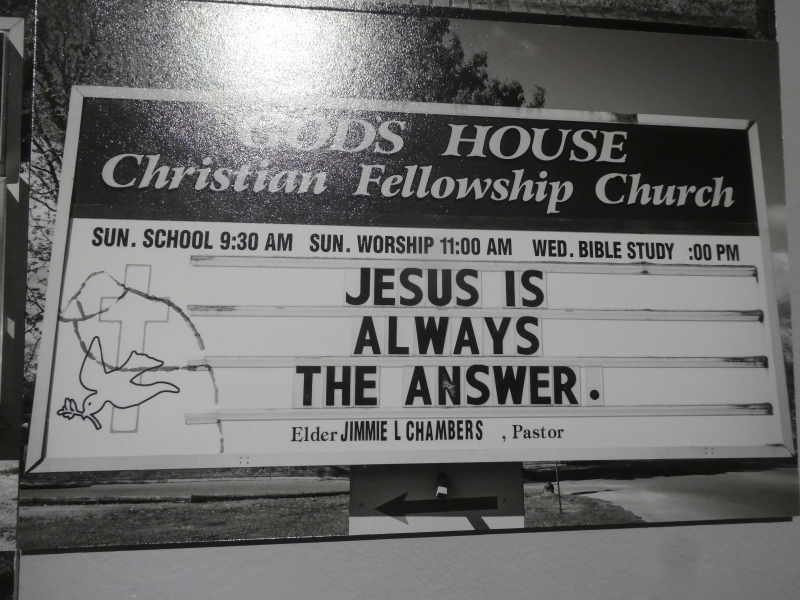 GODS HOUSE
Christian Fellowship Church
SUN. SCHOOL 9:30 AM SUN. WORSHIP 11:00 AM WED. BIBLE STUDY :00 PM
JESUS IS
ALWAYS
THE ANSWER.
Elder JIMMIE L CHAMBERS , Pastor